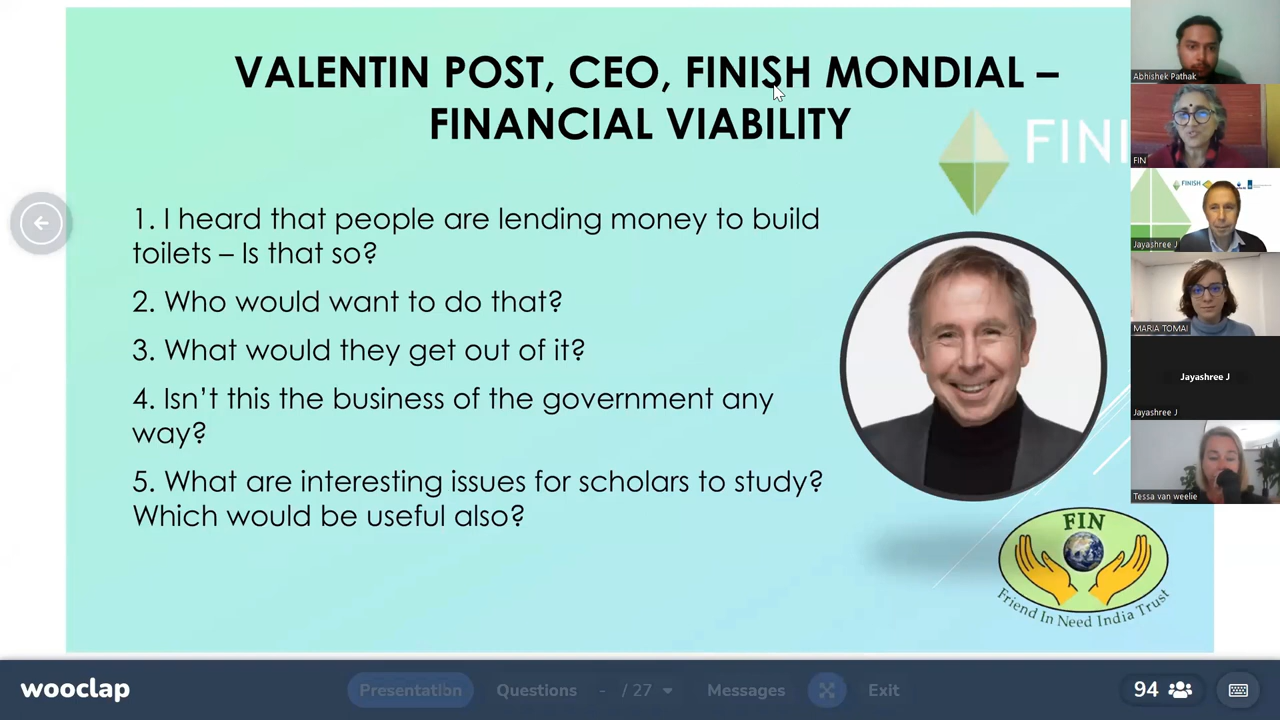 VALENTIN POST, CEO, FINISH MONDIAL –
FINANCIAL VIABILITY
FINI
1. I heard that people are lending money to build
toilets – Is that so?
2. Who would want to do that?
3. What would they get out of it?
4. Isn't this the business of the government any
way?
5. What are interesting issues for scholars to study?
Which would be useful also?
FIN
Friend In Need India Trust
Abhishek Pathak
FIN
FINISH
Jayashree J
MARIA TOMAI
Jayashree J
Jayashree J
Tessa van weelie
wooclap
Presentation
Questions
- / 27
Messages
Exit
94